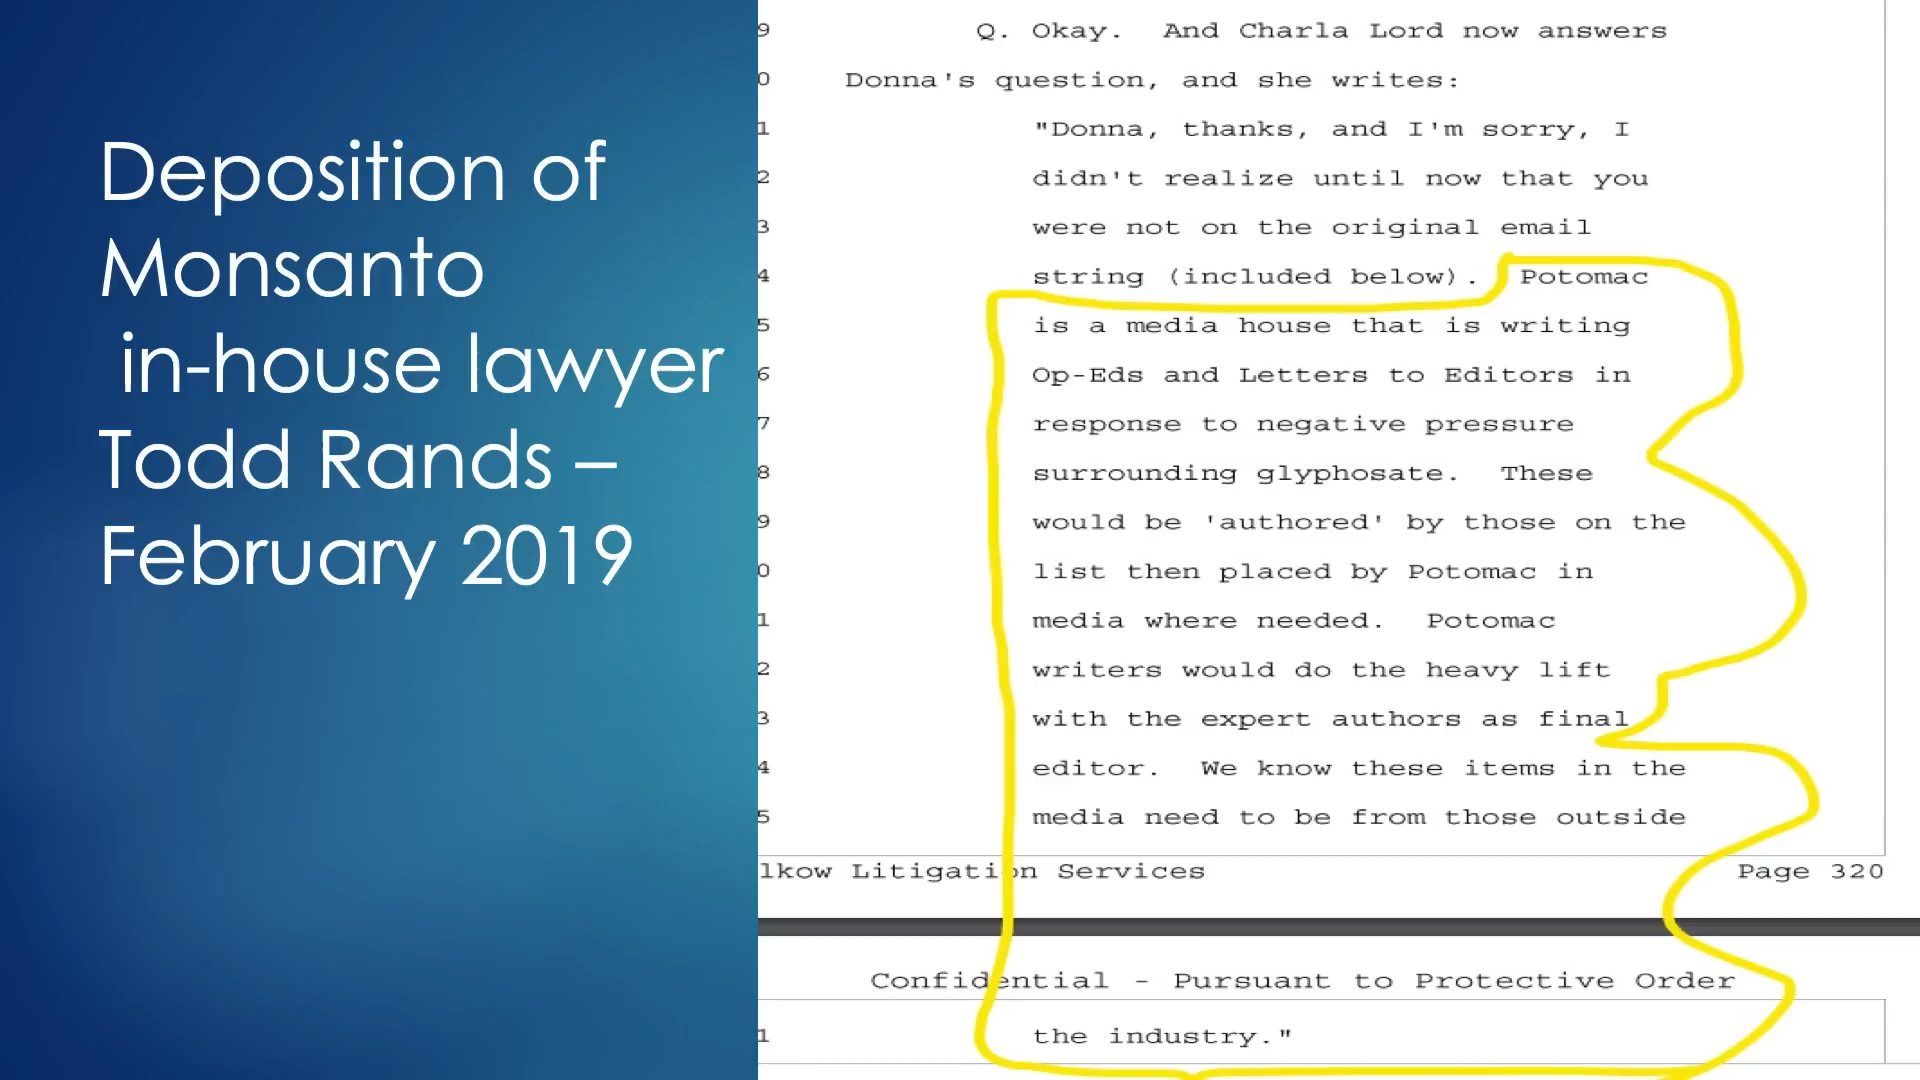 Deposition of
Monsanto
in-house lawyer
Todd Rands –
February 2019
9 Q. Okay. And Charla Lord now answers
0 Donna's question, and she writes:
1 "Donna, thanks, and I'm sorry, I
2 didn't realize until now that you
3 were not on the original email
4 string (included below). Potomac
5 is a media house that is writing
6 Op-Eds and Letters to Editors in
7 response to negative pressure
8 surrounding glyphosate. These
9 would be 'authored' by those on the
0 list then placed by Potomac in
1 media where needed. Potomac
2 writers would do the heavy lift
3 with the expert authors as final
4 editor. We know these items in the
5 media need to be from those outside
lkow Litigation Services Page 320
Confidential - Pursuant to Protective Order
1 the industry."